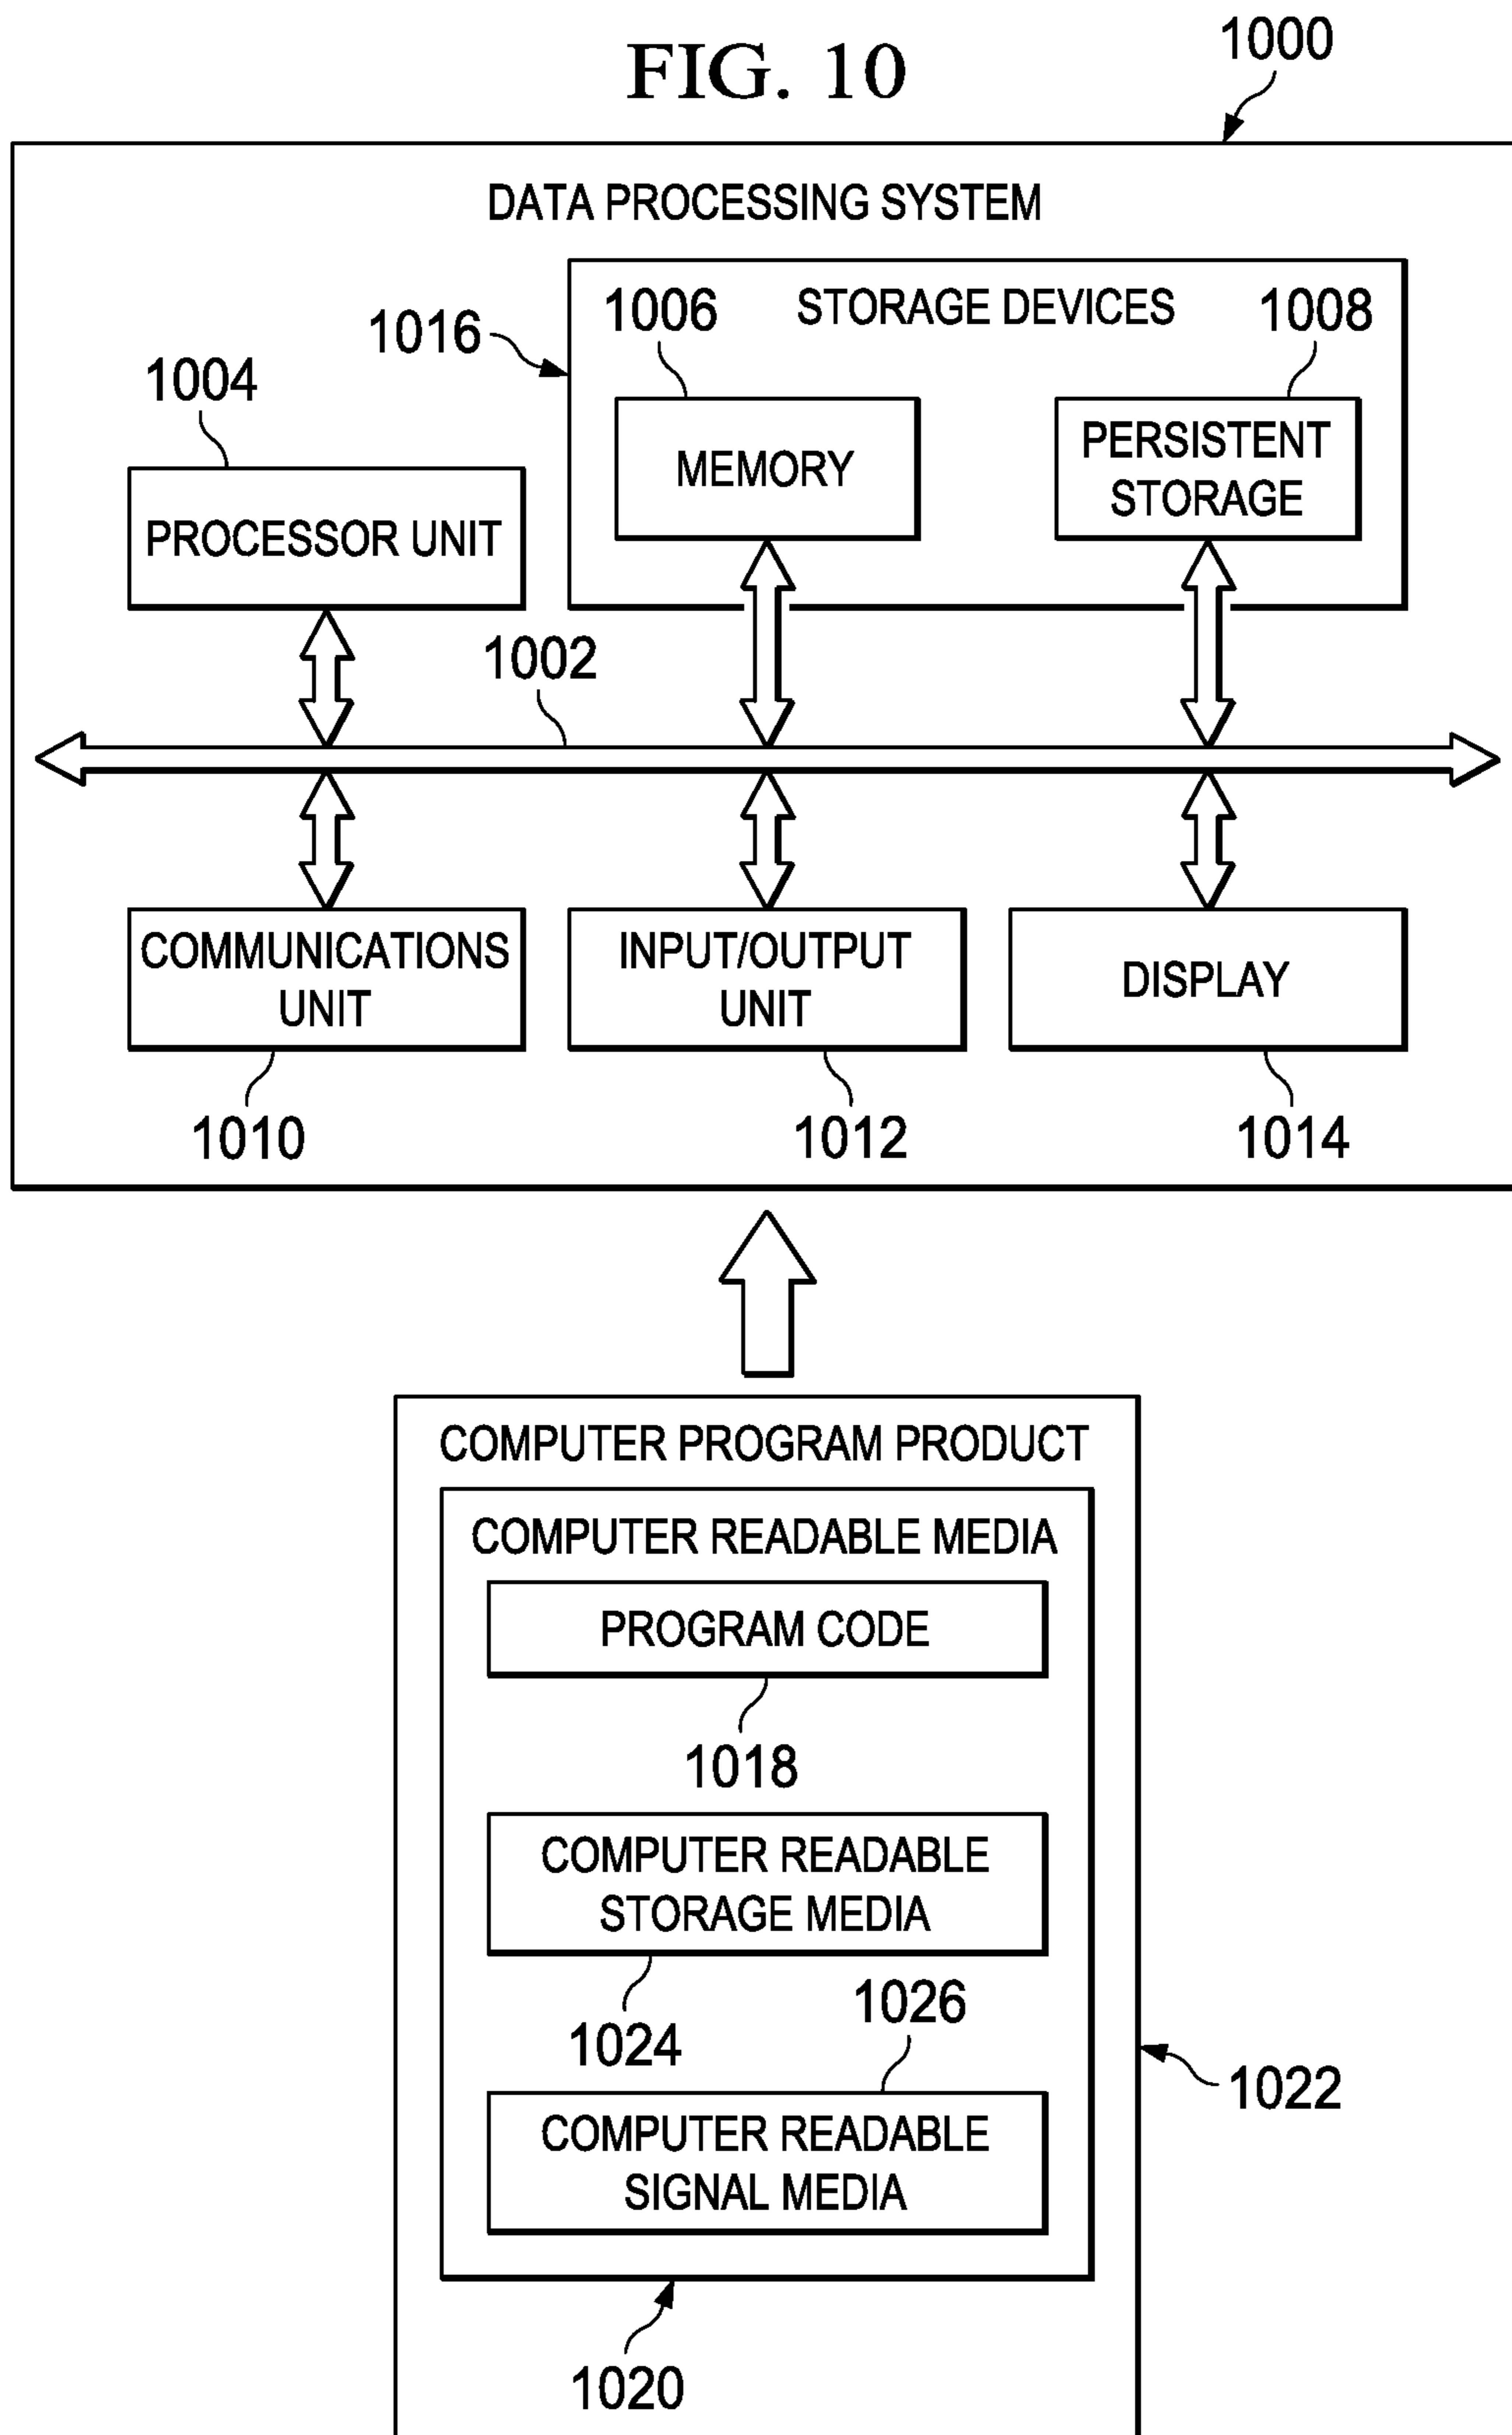 FIG. 10
1000
DATA PROCESSING SYSTEM
1016
1006
STORAGE DEVICES
1008
1004
MEMORY
PERSISTENT
STORAGE
PROCESSOR UNIT
1002
COMMUNICATIONS
UNIT
INPUT/OUTPUT
UNIT
DISPLAY
1010
1012
1014
COMPUTER PROGRAM PRODUCT
COMPUTER READABLE MEDIA
PROGRAM CODE
1018
COMPUTER READABLE
STORAGE MEDIA
1024
1026
COMPUTER READABLE
SIGNAL MEDIA
1022
1020